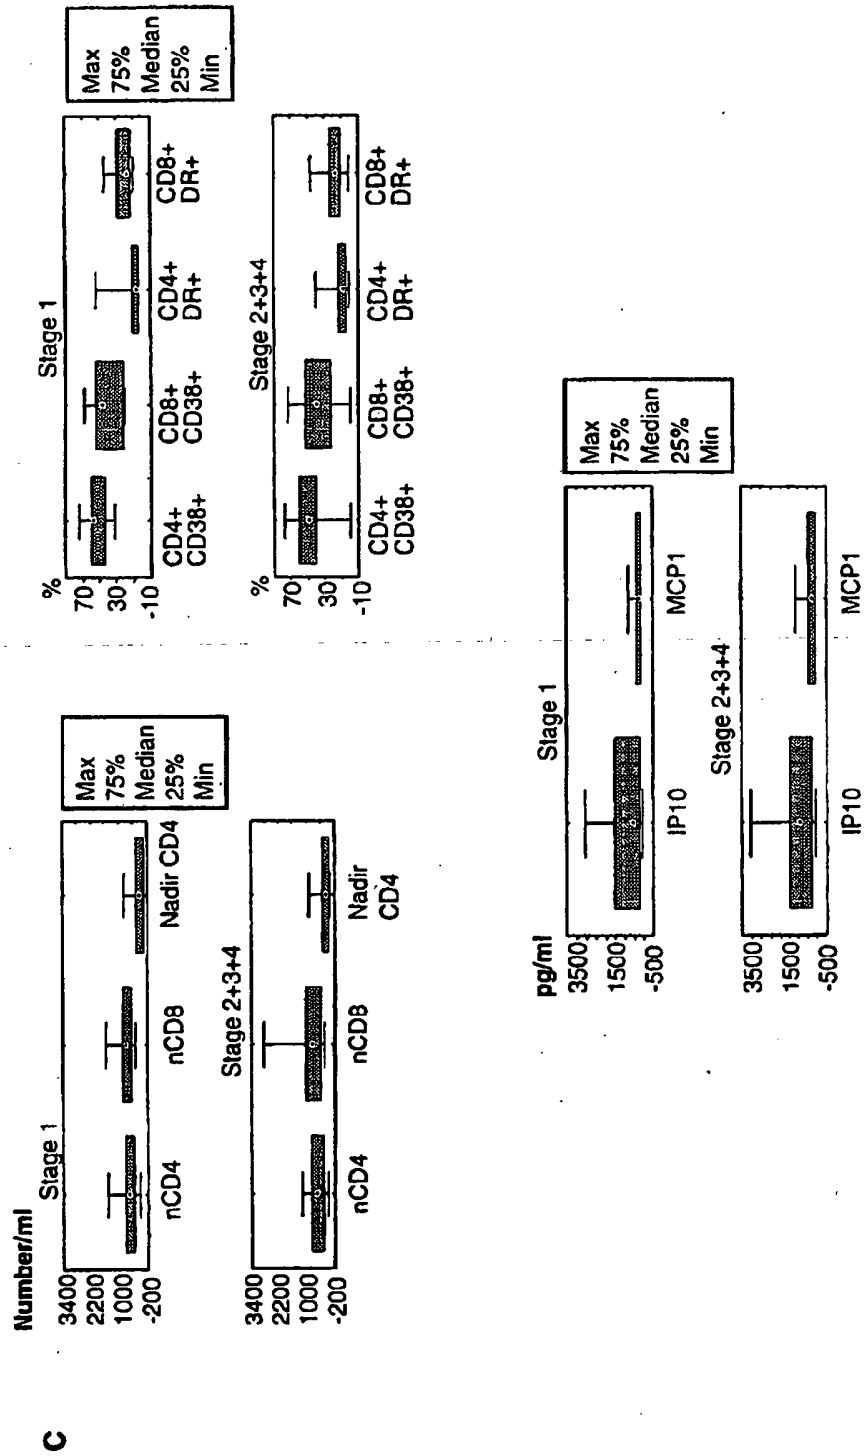 C
Number/ml
Stage 1
3400
2200
1000
-200
nCD4
nCD8
Nadir CD4
Max
75%
Median
25%
Min
Stage 2+3+4
3400
2200
1000
-200
nCD4
nCD8
Nadir
CD4
%
Stage 1
70
30
-10
CD4+
CD38+
CD8+
CD38+
CD4+
DR+
CD8+
DR+
Max
75%
Median
25%
Min
%
Stage 2+3+4
70
30
-10
CD4+
CD38+
CD8+
CD38+
CD4+
DR+
CD8+
DR+
pg/ml
Stage 1
3500
1500
-500
IP10
MCP1
Max
75%
Median
25%
Min
Stage 2+3+4
3500
1500
-500
IP10
MCP1